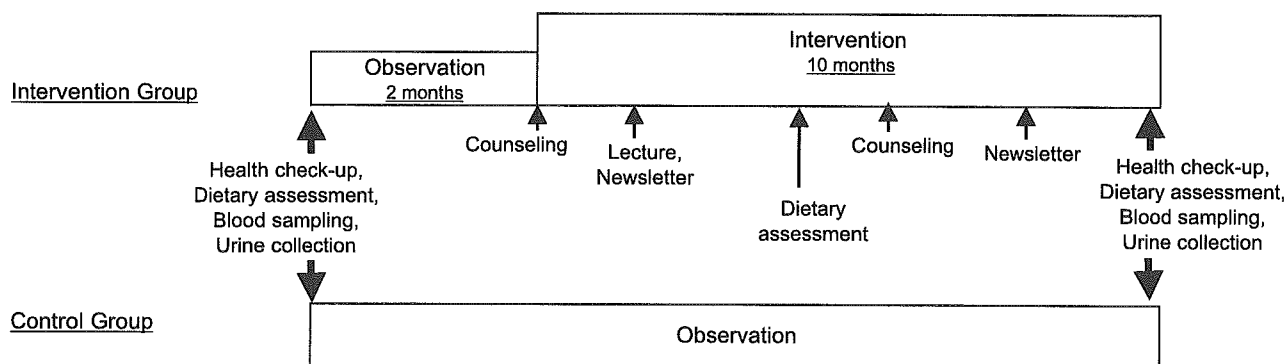 Intervention
10 months
Observation
2 months
Intervention Group
Counseling
Lecture,
Newsletter
Dietary
assessment
Counseling
Newsletter
Health check-up,
Dietary assessment,
Blood sampling,
Urine collection
Health check-up,
Dietary assessment,
Blood sampling,
Urine collection
Control Group
Observation